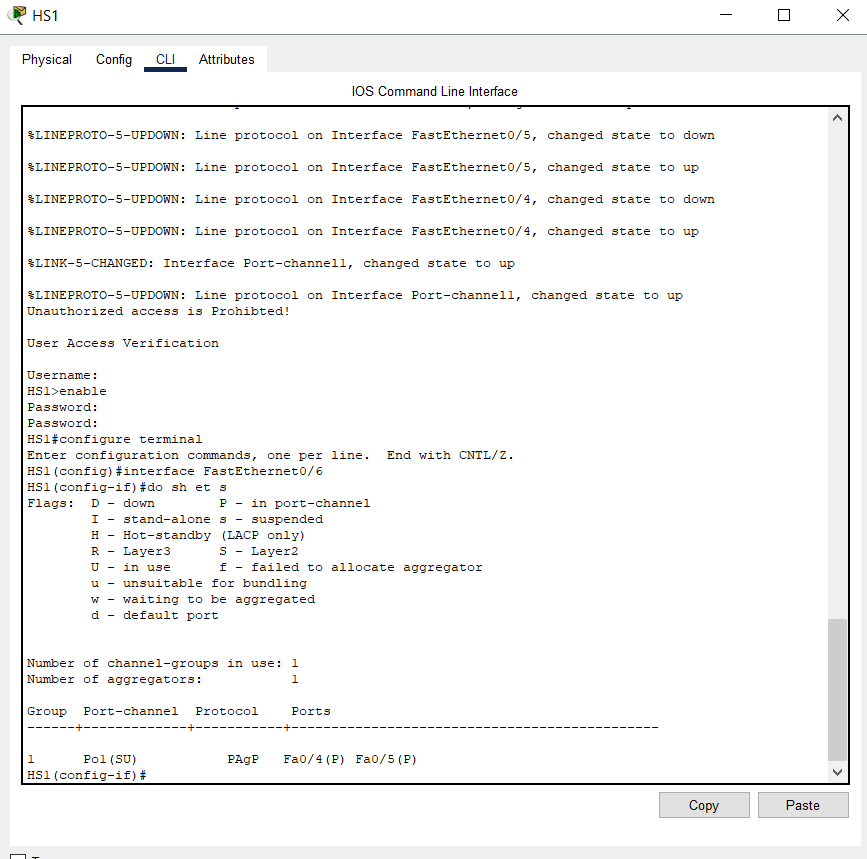 HS1
Physical Config CLI Attributes
IOS Command Line Interface
%LINEPROTO-5-UPDOWN: Line protocol on Interface FastEthernet0/5, changed state to down
%LINEPROTO-5-UPDOWN: Line protocol on Interface FastEthernet0/5, changed state to up
%LINEPROTO-5-UPDOWN: Line protocol on Interface FastEthernet0/4, changed state to down
%LINEPROTO-5-UPDOWN: Line protocol on Interface FastEthernet0/4, changed state to up
%LINK-5-CHANGED: Interface Port-channel1, changed state to up
%LINEPROTO-5-UPDOWN: Line protocol on Interface Port-channel1, changed state to up
Unauthorized access is Prohibted!
User Access Verification
Username:
HS1>enable
Password:
Password:
HS1#configure terminal
Enter configuration commands, one per line.  End with CNTL/Z.
HS1(config)#interface FastEthernet0/6
HS1(config-if)#do sh et s
Flags:  D - down        P - in port-channel
        I - stand-alone s - suspended
        H - Hot-standby (LACP only)
        R - Layer3      S - Layer2
        U - in use      f - failed to allocate aggregator
        u - unsuitable for bundling
        w - waiting to be aggregated
        d - default port
Number of channel-groups in use: 1
Number of aggregators:           1
Group  Port-channel  Protocol    Ports
------+-------------+-----------+----------------------------------------------
1      Po1(SU)           PAgP   Fa0/4(P) Fa0/5(P)
HS1(config-if)#
Copy Paste